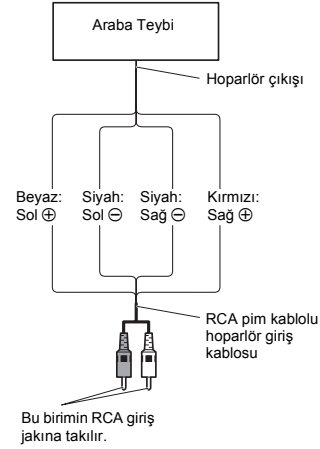 Araba Teybi
Hoparlör çıkışı
Beyaz: Siyah: Siyah: Kırmızı:
Sol ⊕ Sol ⊖ Sağ ⊖ Sağ ⊕
RCA pim kablolu
hoparlör giriş
kablosu
Bu birimin RCA giriş
jakına takılır.